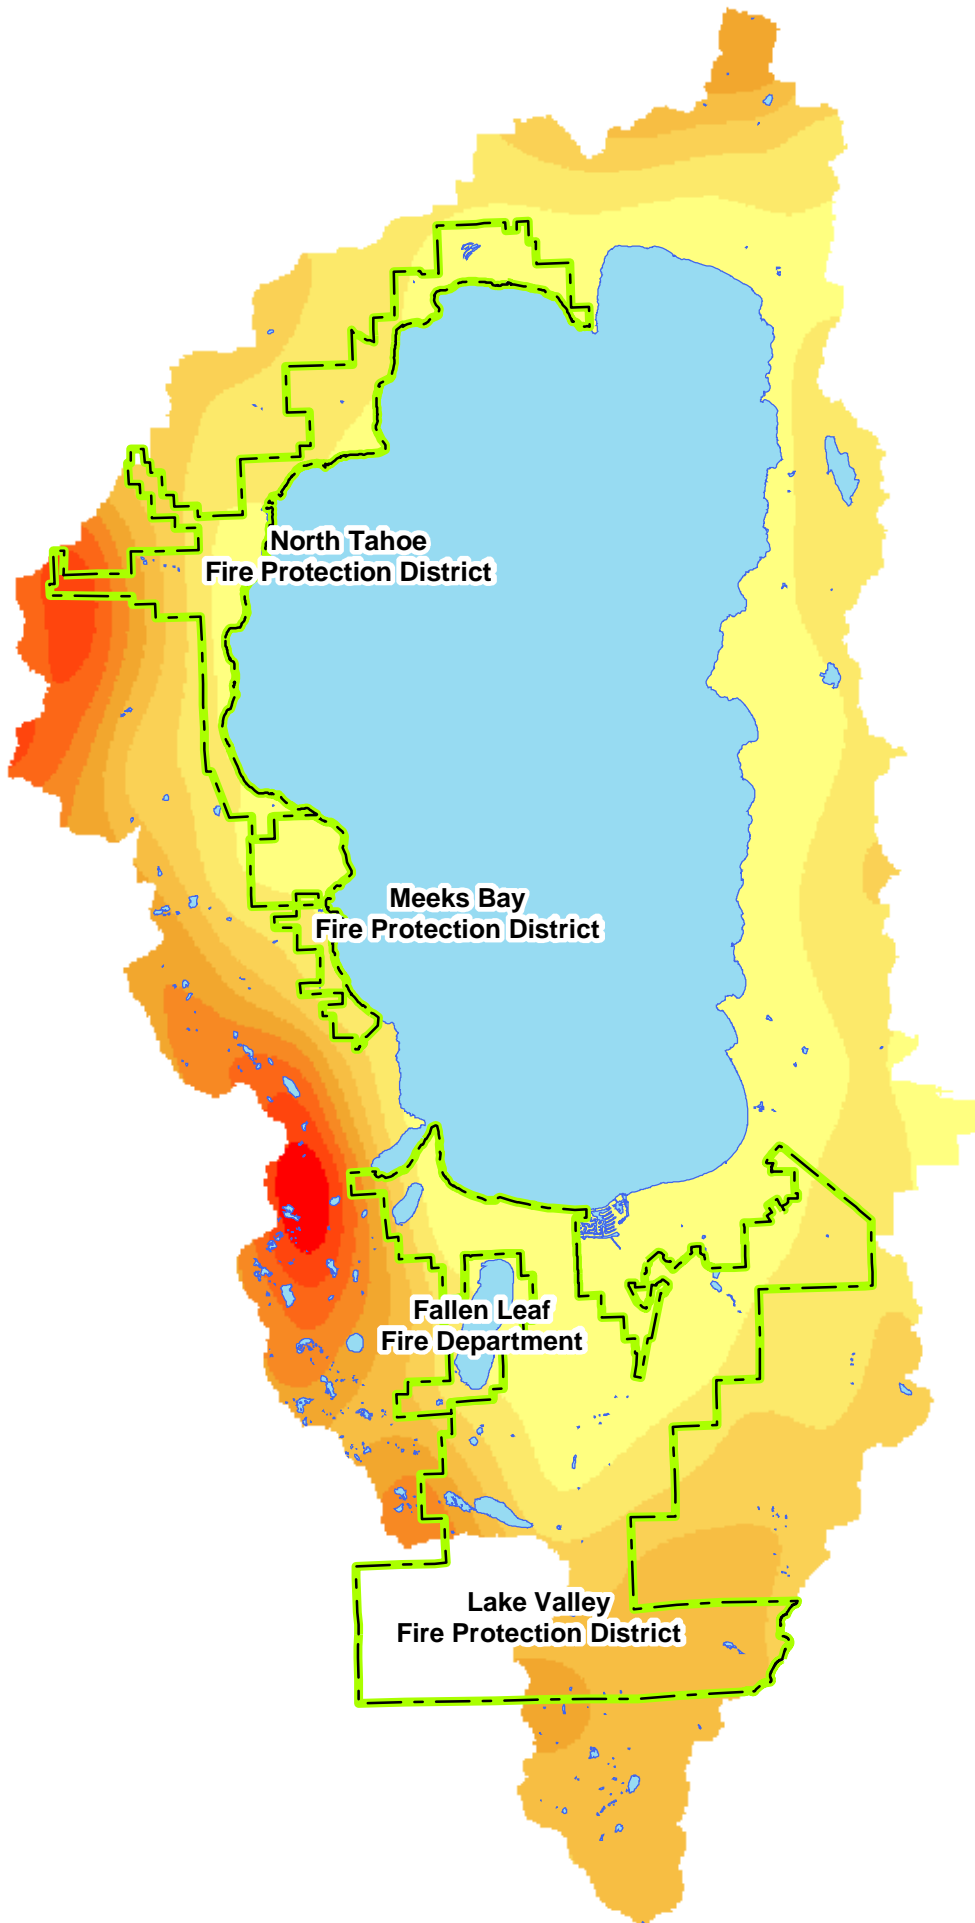 North Tahoe
Fire Protection District
Meeks Bay
Fire Protection District
Fallen Leaf
Fire Department
Lake Valley
Fire Protection District